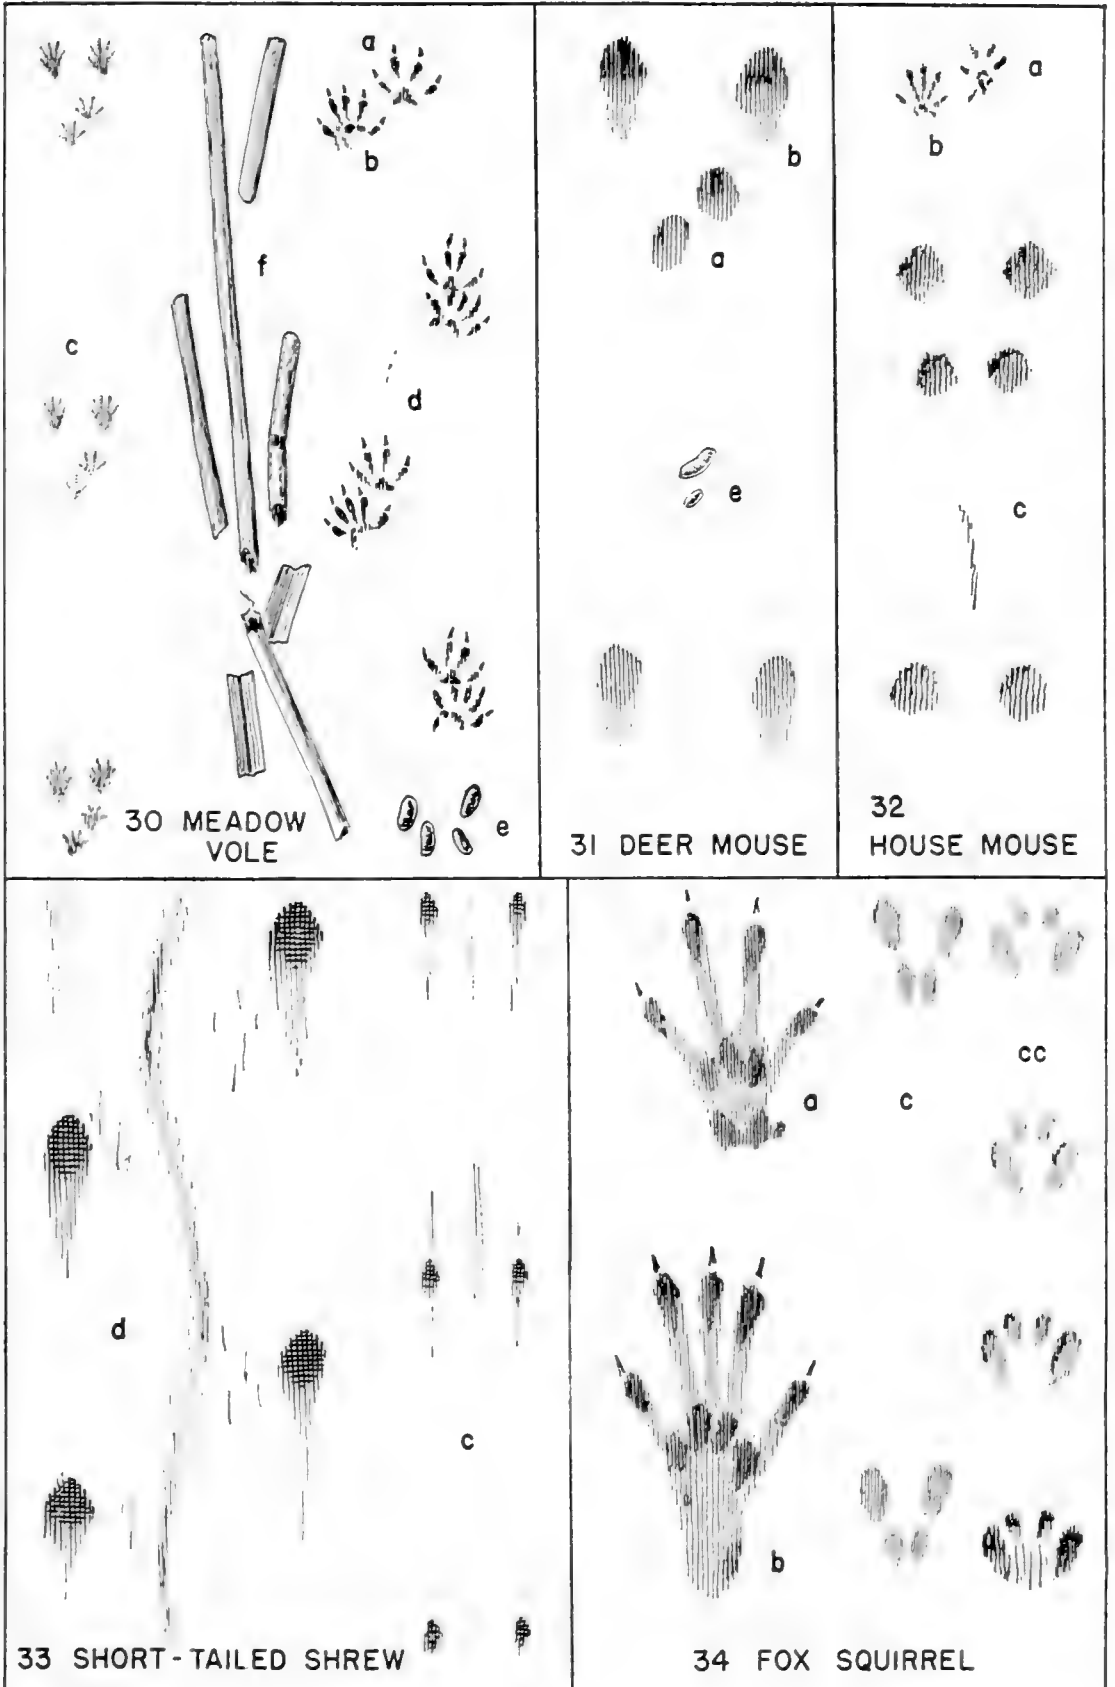 a
b
f
c
d
e
30 MEADOW
VOLE
b
a
e
31 DEER MOUSE
a
b
c
32
HOUSE MOUSE
d
c
33 SHORT-TAILED SHREW
a
c
cc
b
34 FOX SQUIRREL